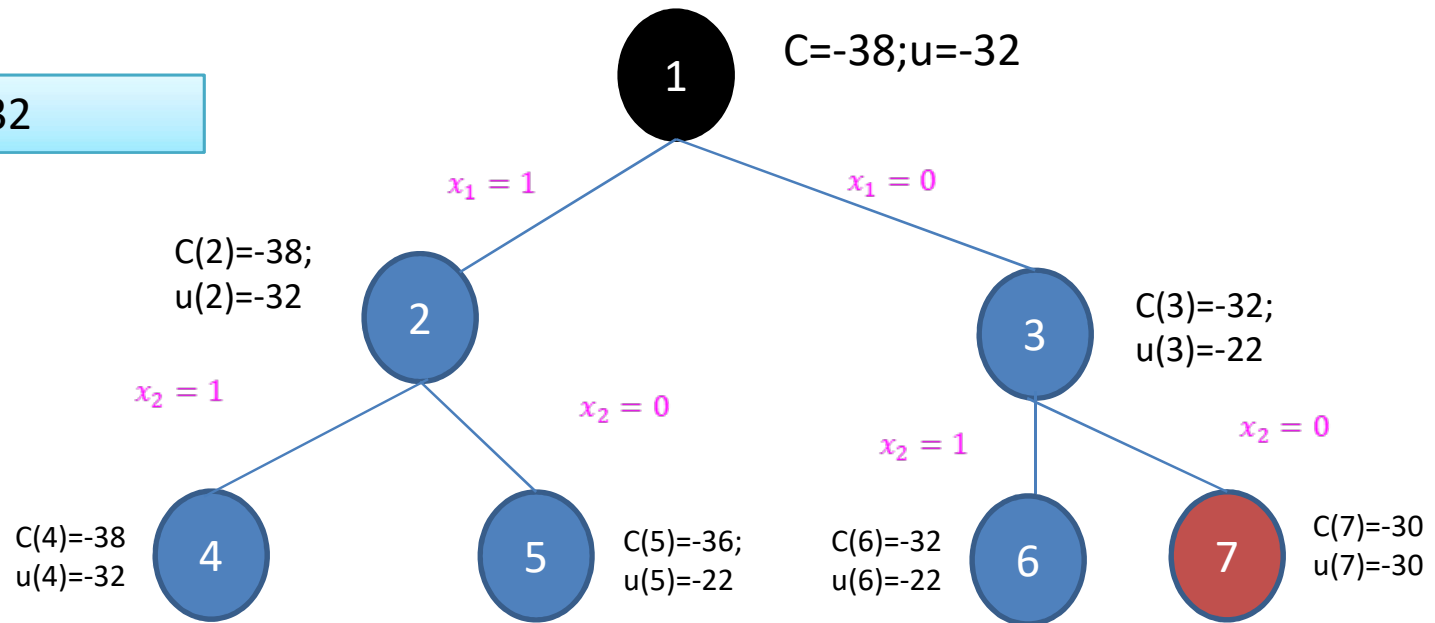 1
C=-38;u=-32
32
x₁ = 1
x₁ = 0
C(2)=-38;
u(2)=-32
2
3
C(3)=-32;
u(3)=-22
x₂ = 1
x₂ = 0
x₂ = 1
x₂ = 0
C(4)=-38
u(4)=-32
4
5
C(5)=-36;
u(5)=-22
C(6)=-32
u(6)=-22
6
7
C(7)=-30
u(7)=-30